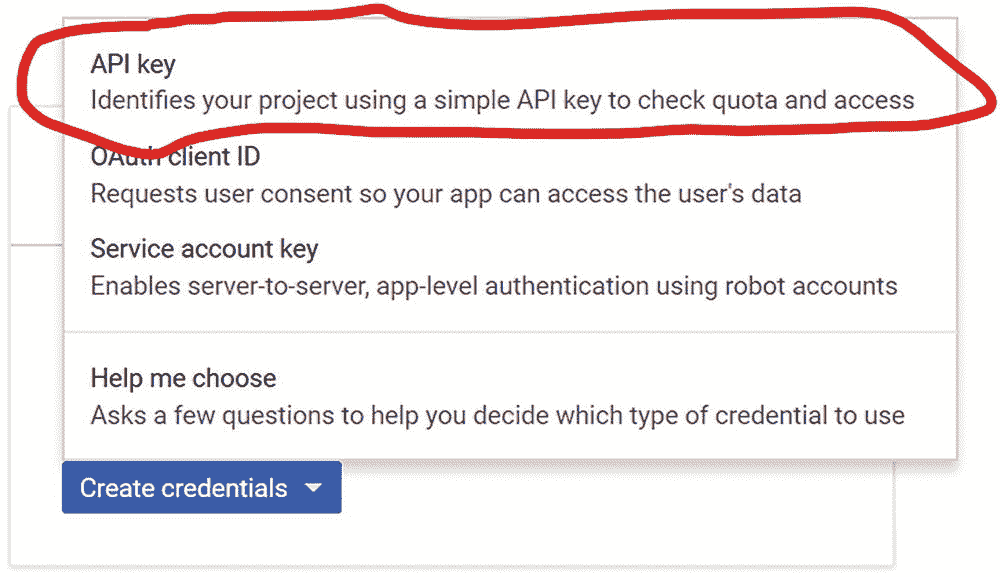 API key
Identifies your project using a simple API key to check quota and access
OAuth client ID
Requests user consent so your app can access the user's data
Service account key
Enables server-to-server, app-level authentication using robot accounts
Help me choose
Asks a few questions to help you decide which type of credential to use
Create credentials